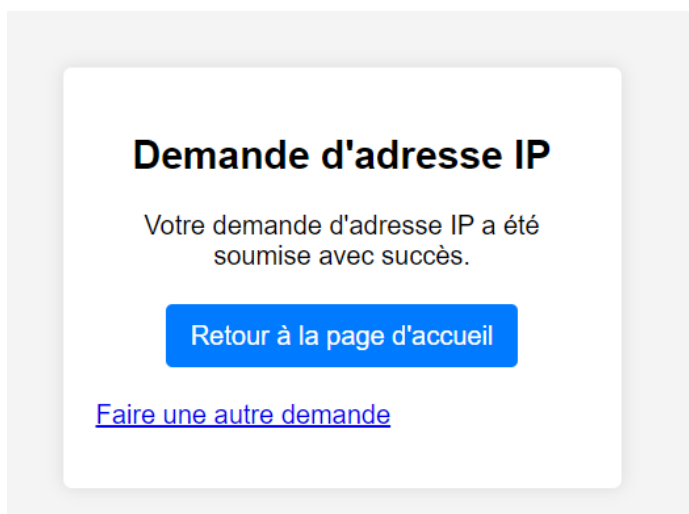 Demande d'adresse IP
Votre demande d'adresse IP a été
soumise avec succès.
Retour à la page d'accueil
Faire une autre demande